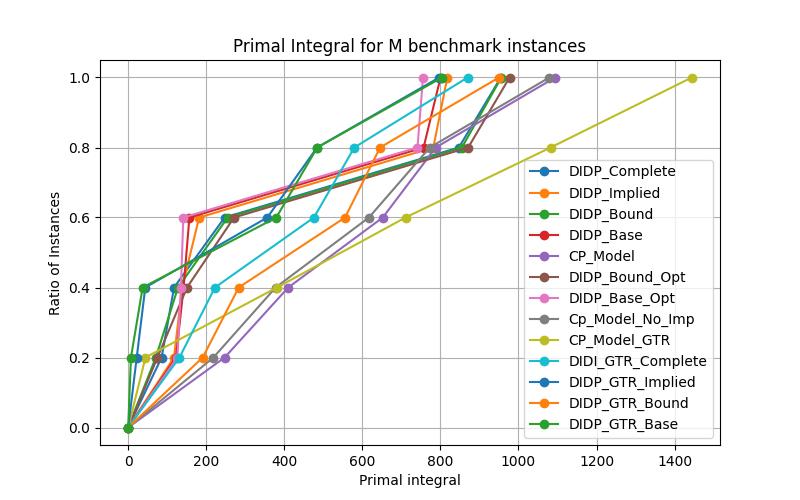 Primal Integral for M benchmark instances
1.0
0.8
0.6
0.4
0.2
0.0
Ratio of Instances
0
200
400
600
800
1000
1200
1400
Primal integral
DIDP_Complete
DIDP_Implied
DIDP_Bound
DIDP_Base
CP_Model
DIDP_Bound_Opt
DIDP_Base_Opt
Cp_Model_No_Imp
CP_Model_GTR
DIDI_GTR_Complete
DIDP_GTR_Implied
DIDP_GTR_Bound
DIDP_GTR_Base